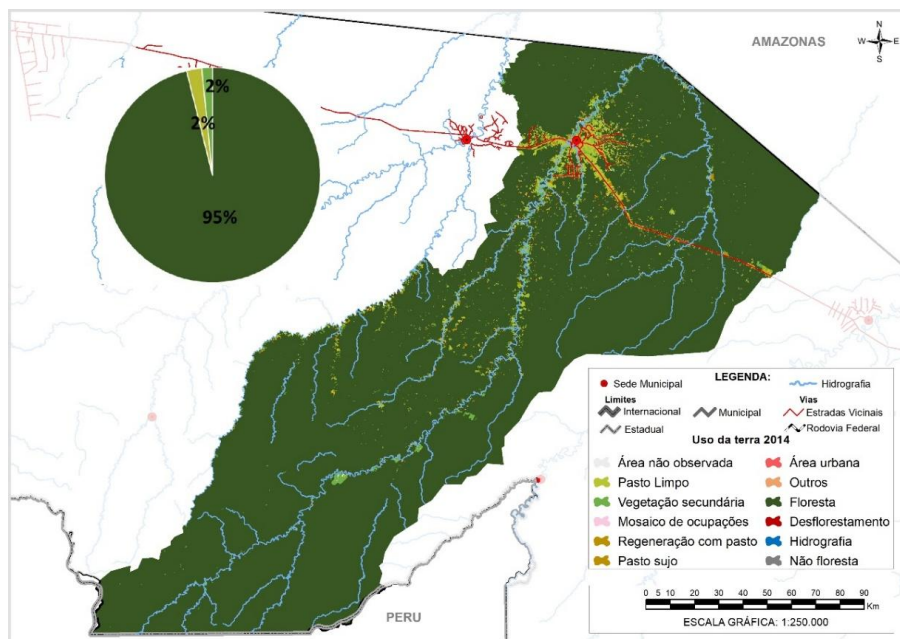 AMAZONAS
N
W E
S
2%
2%
95%
PERU
LEGENDA:
Sede Municipal
Hidrografia
Limites
Vias
Internacional
Municipal
Estradas Vicinais
Estadual
Rodovia Federal
Uso da terra 2014
Área não observada
Área urbana
Pasto Limpo
Outros
Vegetação secundária
Floresta
Mosaico de ocupações
Desflorestamento
Regeneração com pasto
Hidrografia
Pasto sujo
Não floresta
0 5 10 20 30 40 50 60 70 80 90
Km
ESCALA GRÁFICA: 1:250.000